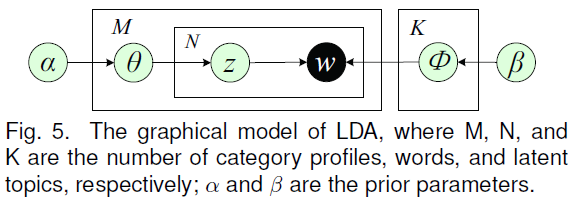 M
N
K
α
θ
z
w
Φ
β
Fig. 5. The graphical model of LDA, where M, N, and
K are the number of category profiles, words, and latent
topics, respectively; α and β are the prior parameters.